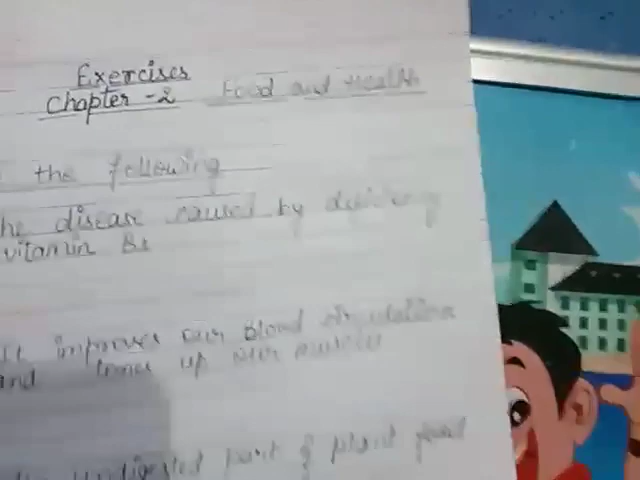 Exercises
Chapter -2 Food and Health
the following
he disease caused by deficiency
vitamin B1
It improves our blood circulation
and tones up our muscles
undigested part of plant food